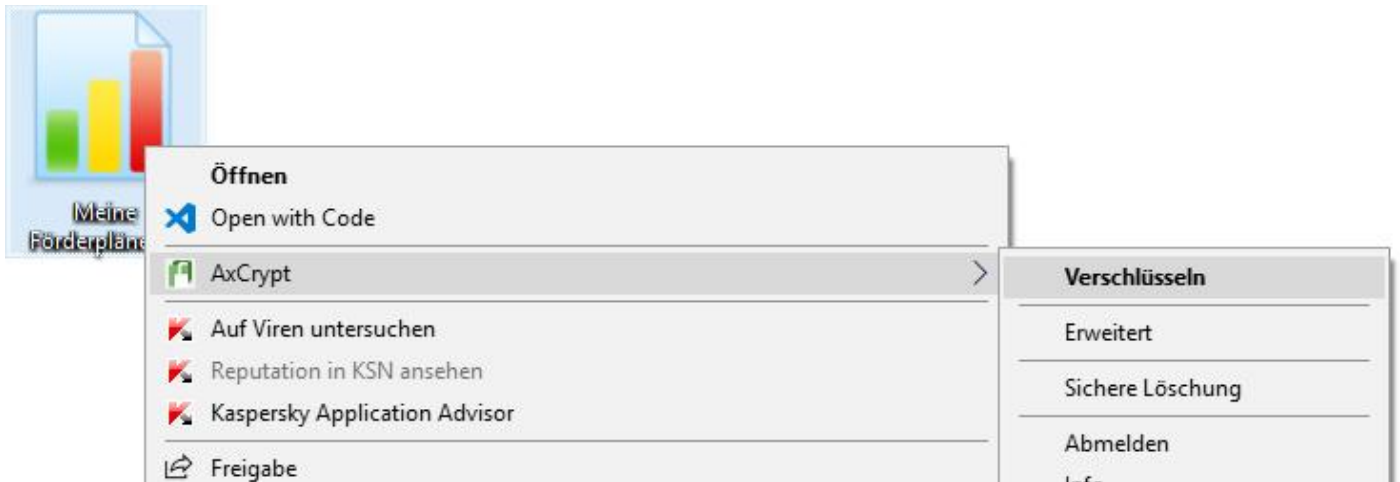 Meine
Förderpläne
Öffnen
Open with Code
AxCrypt
Auf Viren untersuchen
Reputation in KSN ansehen
Kaspersky Application Advisor
Freigabe
Verschlüsseln
Erweitert
Sichere Löschung
Abmelden
Info